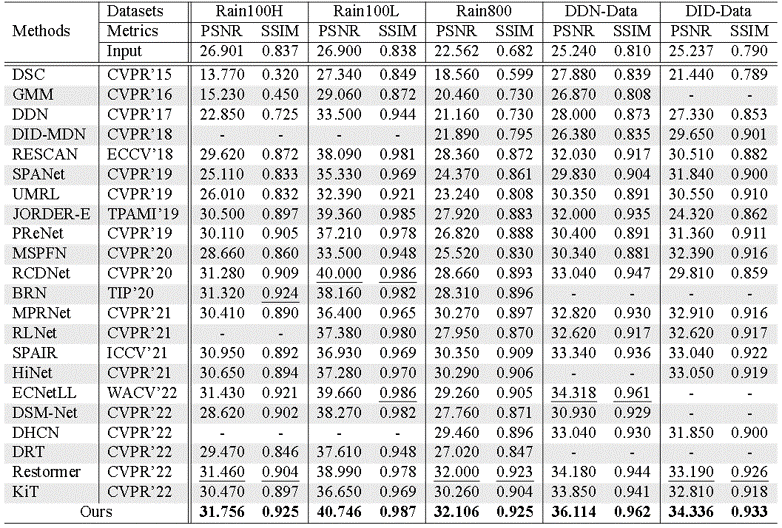 Methods Datasets Rain100H Rain100L Rain800 DDN-Data DID-Data
Metrics PSNR SSIM PSNR SSIM PSNR SSIM PSNR SSIM PSNR SSIM
Input 26.901 0.837 26.900 0.838 22.562 0.682 25.240 0.810 25.237 0.790
DSC CVPR'15 13.770 0.320 27.340 0.849 18.560 0.599 27.880 0.839 21.440 0.789
GMM CVPR'16 15.230 0.450 29.060 0.872 20.460 0.730 26.870 0.808 - -
DDN CVPR'17 22.850 0.725 33.500 0.944 21.160 0.730 28.000 0.873 27.330 0.853
DID-MDN CVPR'18 - - - - 21.890 0.795 26.380 0.835 29.650 0.901
RESCAN ECCV'18 29.620 0.872 38.090 0.981 28.360 0.872 32.030 0.917 30.510 0.882
SPANet CVPR'19 25.110 0.833 35.330 0.969 24.370 0.861 29.830 0.904 31.840 0.900
UMRL CVPR'19 26.010 0.832 32.390 0.921 23.240 0.808 30.350 0.891 30.550 0.910
JORDER-E TPAMI'19 30.500 0.897 39.360 0.985 27.920 0.883 32.000 0.935 24.320 0.862
PReNet CVPR'19 30.110 0.905 37.210 0.978 26.820 0.888 30.400 0.891 31.360 0.911
MSPFN CVPR'20 28.660 0.860 33.500 0.948 25.520 0.830 30.340 0.881 32.390 0.916
RCDNet CVPR'20 31.280 0.909 40.000 0.986 28.660 0.893 33.040 0.947 29.810 0.859
BRN TIP'20 31.320 0.924 38.160 0.982 28.310 0.896 - - - -
MPRNet CVPR'21 30.410 0.890 36.400 0.965 30.270 0.897 32.820 0.930 32.910 0.916
RLNet CVPR'21 - - 37.380 0.980 27.950 0.870 32.620 0.917 32.620 0.917
SPAIR ICCV'21 30.950 0.892 36.930 0.969 30.350 0.909 33.340 0.936 33.040 0.922
HiNet CVPR'21 30.650 0.894 37.280 0.970 30.290 0.906 - - 33.050 0.919
ECNetLL WACV'22 31.430 0.921 39.660 0.986 29.260 0.905 34.318 0.961 - -
DSM-Net CVPR'22 28.620 0.902 38.270 0.982 27.760 0.871 30.930 0.929 - -
DHCN CVPR'22 - - - - 29.460 0.896 33.040 0.930 31.850 0.900
DRT CVPR'22 29.470 0.846 37.610 0.948 27.020 0.847 - - - -
Restormer CVPR'22 31.460 0.904 38.990 0.978 32.000 0.923 34.180 0.944 33.190 0.926
KiT CVPR'22 30.470 0.897 36.650 0.969 30.260 0.904 33.850 0.941 32.810 0.918
Ours 31.756 0.925 40.746 0.987 32.106 0.925 36.114 0.962 34.336 0.933